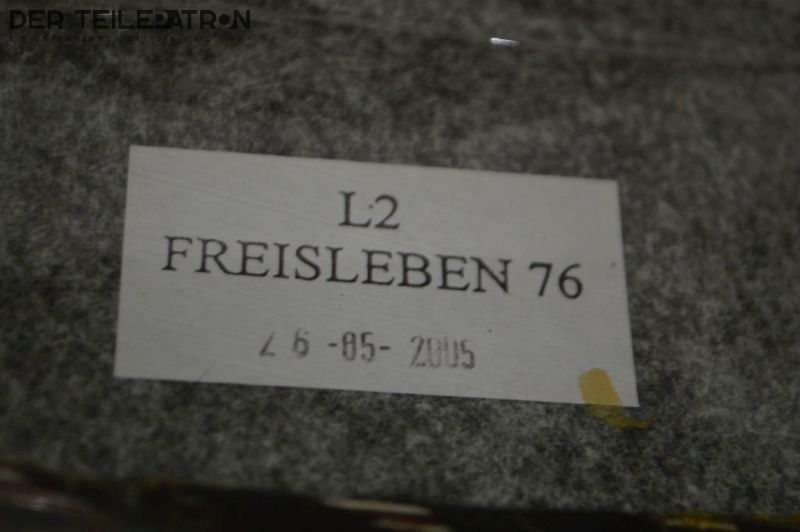 DER TEILEPATRON
L2
FREISLEBEN 76
26 -05- 2005